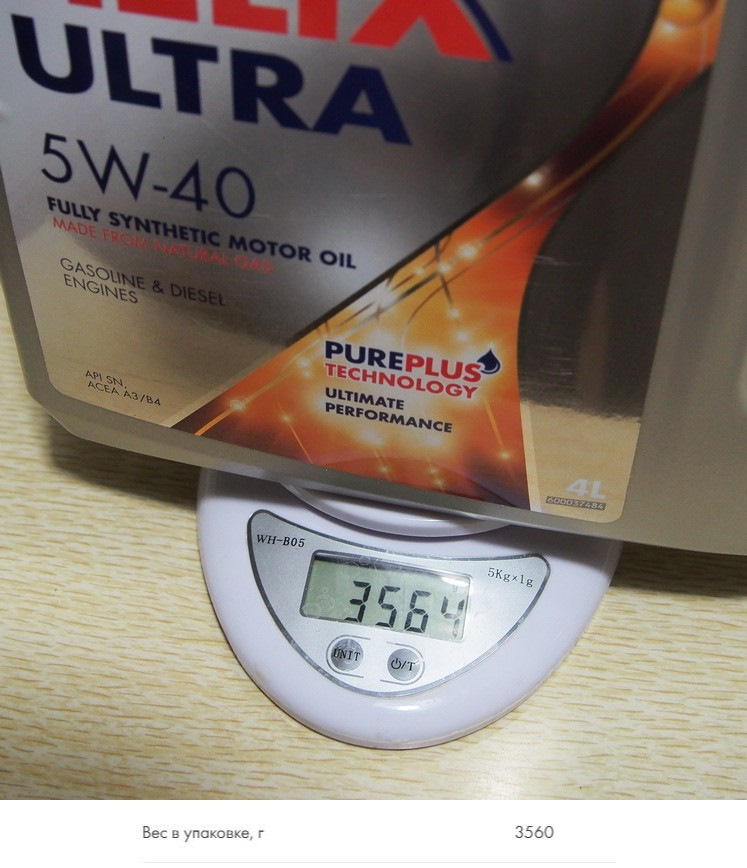 ULTRA
5W-40
FULLY SYNTHETIC MOTOR OIL
MADE FROM NATURAL GAS
GASOLINE & DIESEL
ENGINES
API SN,
ACEA A3/B4
PUREPLUS
TECHNOLOGY
ULTIMATE
PERFORMANCE
4L
600037484
WH-B05
5Kg×1g
3564
UNIT
⏻/T
Вес в упаковке, г 3560